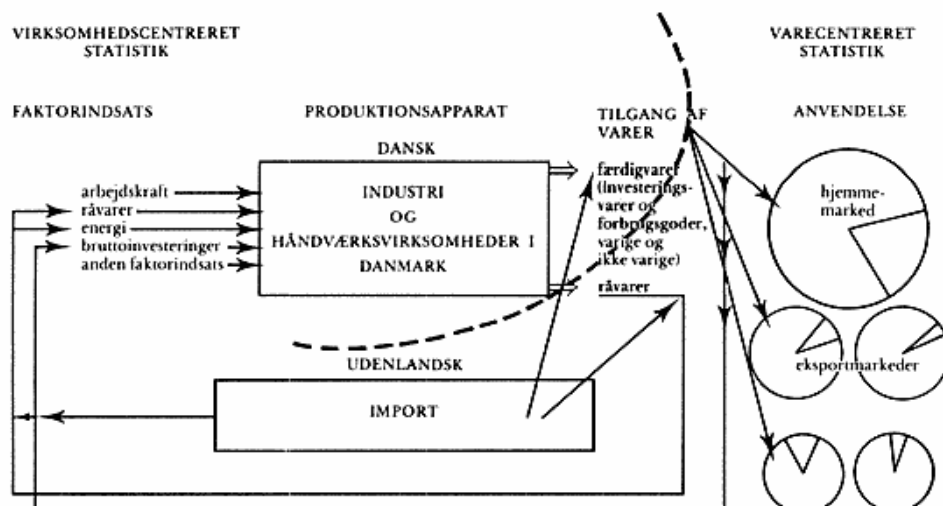 VIRKSOMHEDSCENTRERET
STATISTIK
VARECENTRERET
STATISTIK
FAKTORINDSATS
PRODUKTIONSAPPARAT
TILGANG AF
VARER
ANVENDELSE
DANSK
arbejdskraft
råvarer
energi
bruttoinvesteringer
anden faktorindsats
INDUSTRI
OG
HÅNDVÆRKSVIRKSOMHEDER I
DANMARK
færdigvarer
(investerings-
varer og
forbrugsgoder,
varige og
ikke varige)
råvarer
hjemme-
marked
eksportmarkeder
UDENLANDSK
IMPORT